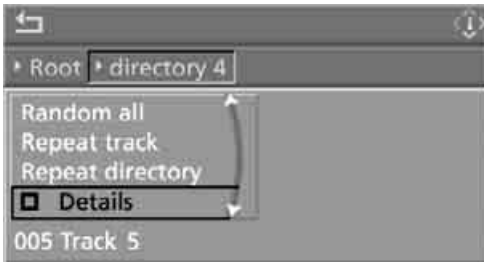 Root directory 4
Random all
Repeat track
Repeat directory
Details
005 Track 5